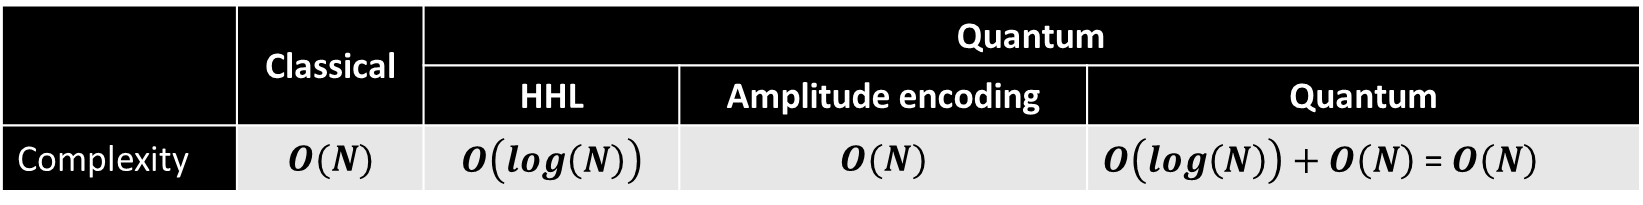 Classical
Quantum
HHL
Amplitude encoding
Quantum
Complexity
O(N)
O(log(N))
O(N)
O(log(N)) + O(N) = O(N)